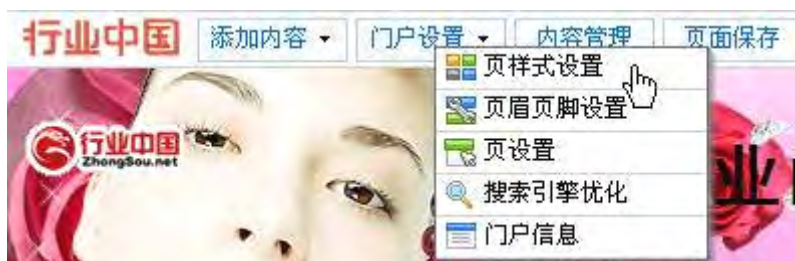 行业中国 添加内容 门户设置 内容管理 页面保存
页样式设置
页眉页脚设置
行业中国
ZhongSou.net
页设置
业
搜索引擎优化
门户信息